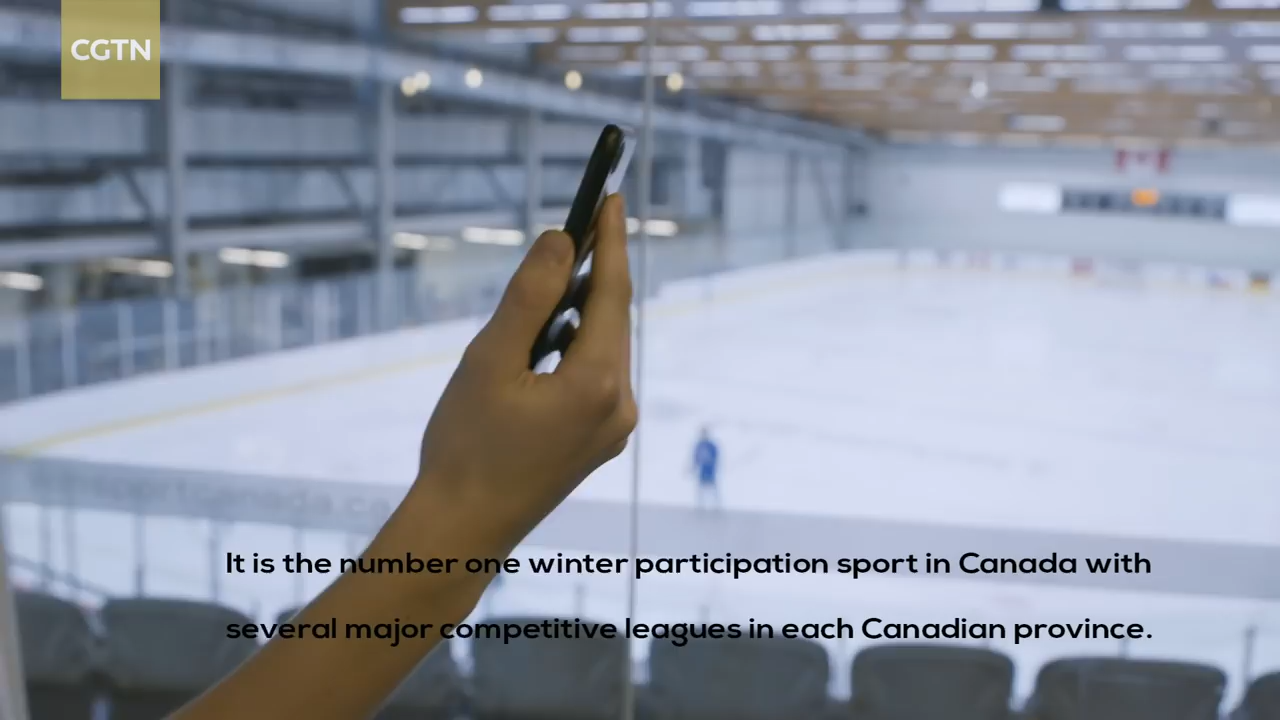 CGTN
It is the number one winter participation sport in Canada with
several major competitive leagues in each Canadian province.